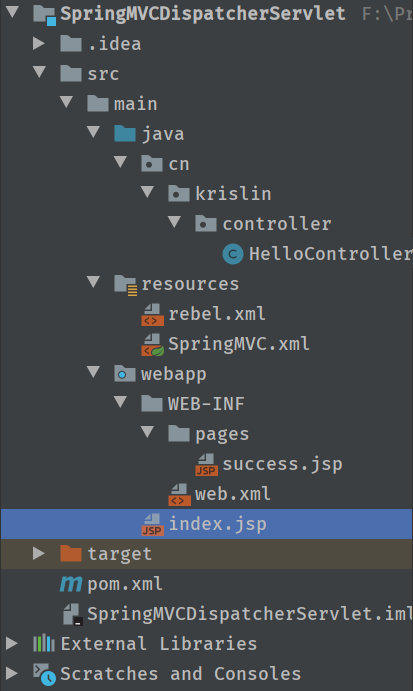 SpringMVCDispatcherServlet F:\Pr
.idea
src
main
java
cn
krislin
controller
C HelloController
resources
rebel.xml
SpringMVC.xml
webapp
WEB-INF
pages
JSP success.jsp
web.xml
JSP index.jsp
target
m pom.xml
SpringMVCDispatcherServlet.iml
External Libraries
Scratches and Consoles